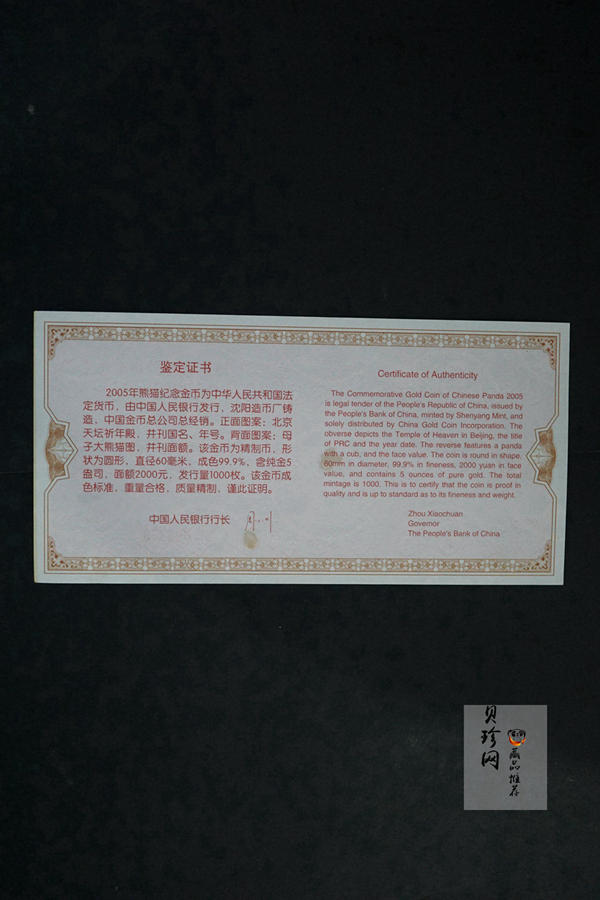 鉴定证书
2005年熊猫纪念金币为中华人民共和国法
定货币，由中国人民银行发行，沈阳造币厂铸
造，中国金币总公司总经销。正面图案：北京
天坛祈年殿，并刊国名、年号。背面图案：母
子大熊猫图，并刊面额。该金币为精制币，形
状为圆形，直径60毫米，成色99.9%，含纯金5
盎司，面额2000元，发行量1000枚。该金币成
色标准，重量合格，质量精制，谨此证明。
中国人民银行行长
Certificate of Authenticity
The Commemorative Gold Coin of Chinese Panda 2005
is legal tender of the People's Republic of China, issued by
the People's Bank of China, minted by Shenyang Mint, and
solely distributed by China Gold Coin Incorporation. The
obverse depicts the Temple of Heaven in Beijing, the title
of PRC and the year date. The reverse features a panda
with a cub, and the face value. The coin is round in shape,
60mm in diameter, 99.9% in fineness, 2000 yuan in face
value, and contains 5 ounces of pure gold. The total
mintage is 1000. This is to certify that the coin is proof in
quality and is up to standard as to its fineness and weight.
Zhou Xiaochuan
Governor
The People's Bank of China
贝珍网
藏品推荐